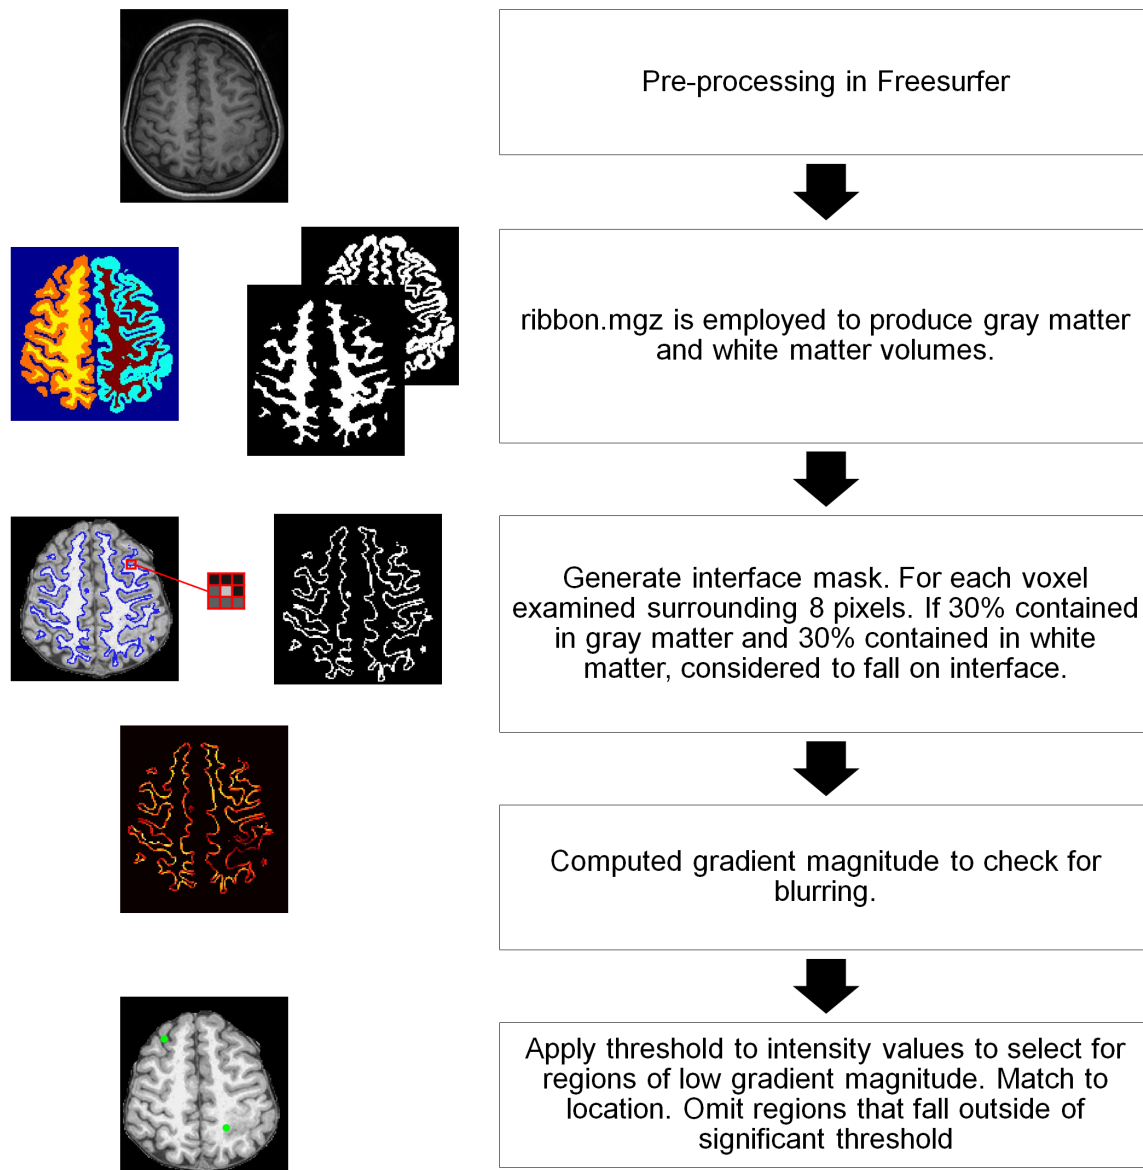 Pre-processing in Freesurfer
ribbon.mgz is employed to produce gray matter
and white matter volumes.
Generate interface mask. For each voxel
examined surrounding 8 pixels. If 30% contained
in gray matter and 30% contained in white
matter, considered to fall on interface.
Computed gradient magnitude to check for
blurring.
Apply threshold to intensity values to select for
regions of low gradient magnitude. Match to
location. Omit regions that fall outside of
significant threshold